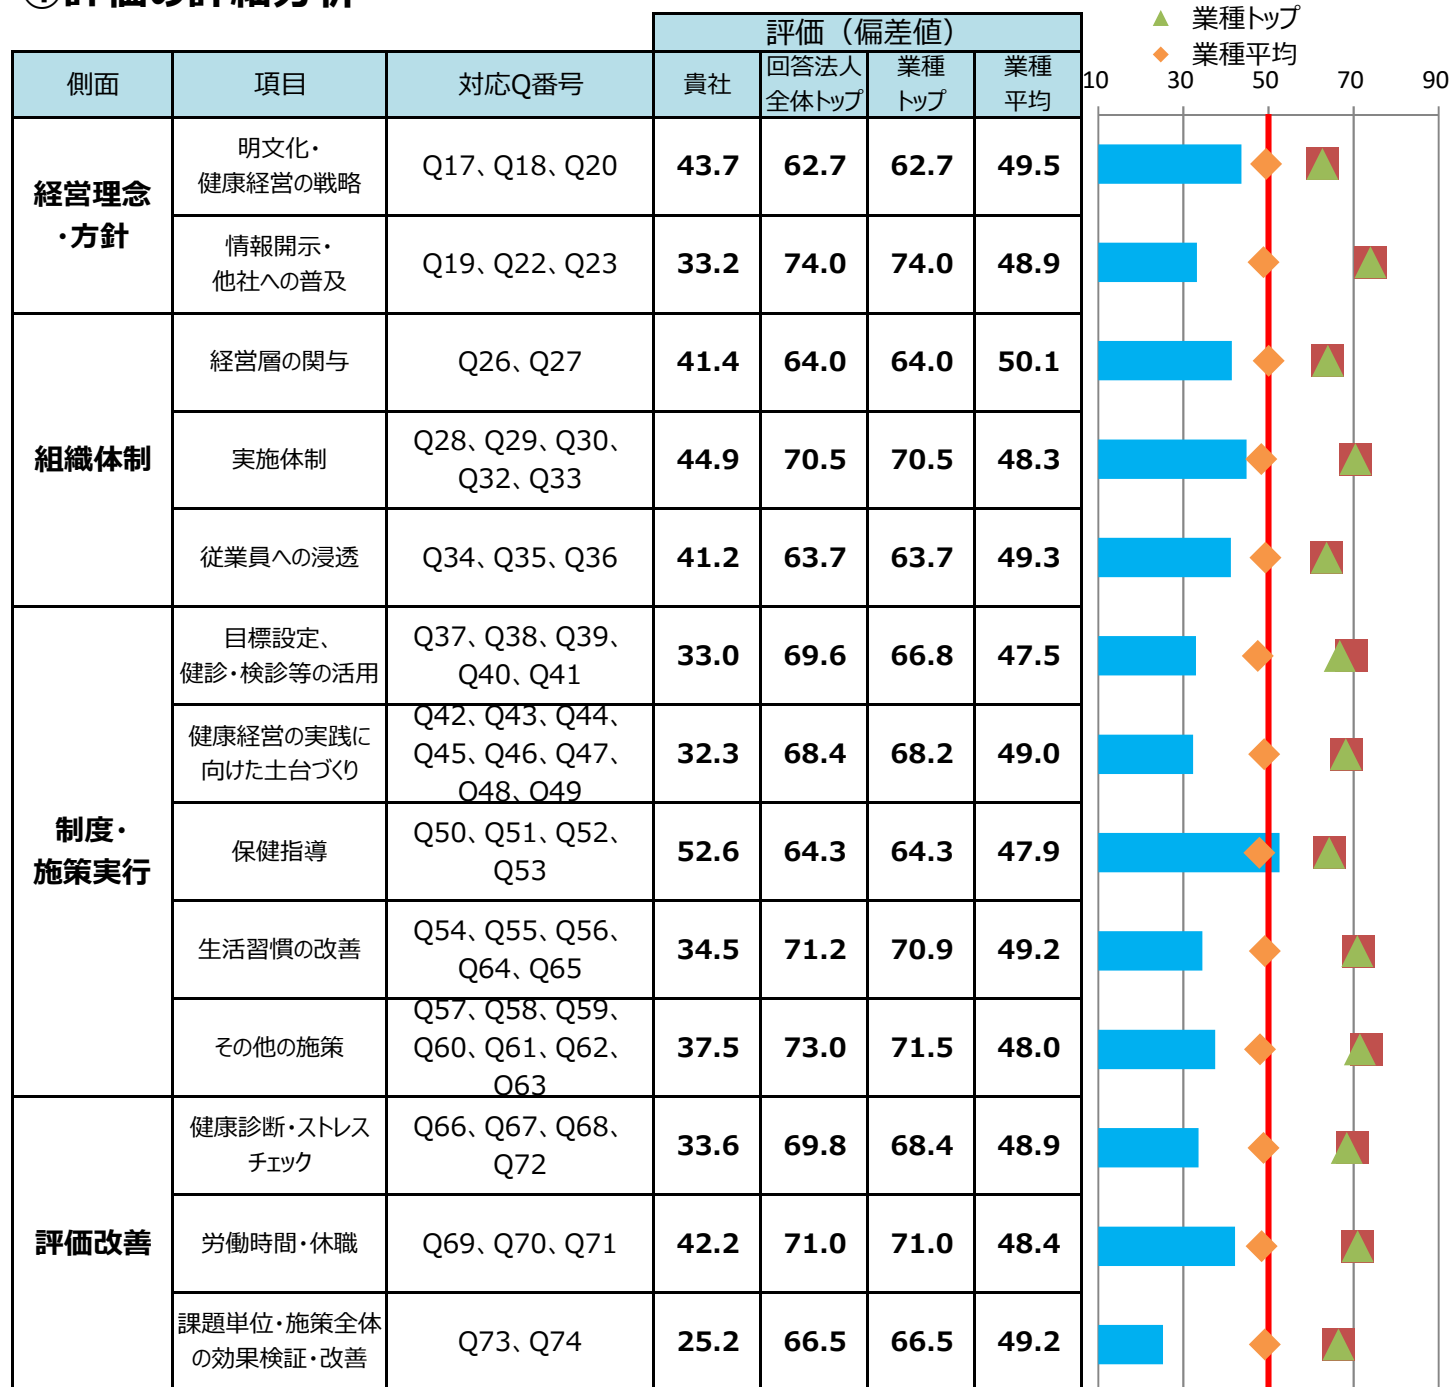 ①評価の詳細分析
▲ 業種トップ
◆ 業種平均
評価（偏差値）
側面 項目 対応Q番号 貴社 回答法人全体トップ 業種トップ 業種平均
10 30 50 70 90
経営理念・方針
明文化・健康経営の戦略 Q17、Q18、Q20 43.7 62.7 62.7 49.5
情報開示・他社への普及 Q19、Q22、Q23 33.2 74.0 74.0 48.9
組織体制
経営層の関与 Q26、Q27 41.4 64.0 64.0 50.1
実施体制 Q28、Q29、Q30、Q32、Q33 44.9 70.5 70.5 48.3
従業員への浸透 Q34、Q35、Q36 41.2 63.7 63.7 49.3
制度・施策実行
目標設定、健診・検診等の活用 Q37、Q38、Q39、Q40、Q41 33.0 69.6 66.8 47.5
健康経営の実践に向けた土台づくり Q42、Q43、Q44、Q45、Q46、Q47、Q48、Q49 32.3 68.4 68.2 49.0
保健指導 Q50、Q51、Q52、Q53 52.6 64.3 64.3 47.9
生活習慣の改善 Q54、Q55、Q56、Q64、Q65 34.5 71.2 70.9 49.2
その他の施策 Q57、Q58、Q59、Q60、Q61、Q62、Q63 37.5 73.0 71.5 48.0
評価改善
健康診断・ストレスチェック Q66、Q67、Q68、Q72 33.6 69.8 68.4 48.9
労働時間・休職 Q69、Q70、Q71 42.2 71.0 71.0 48.4
課題単位・施策全体の効果検証・改善 Q73、Q74 25.2 66.5 66.5 49.2